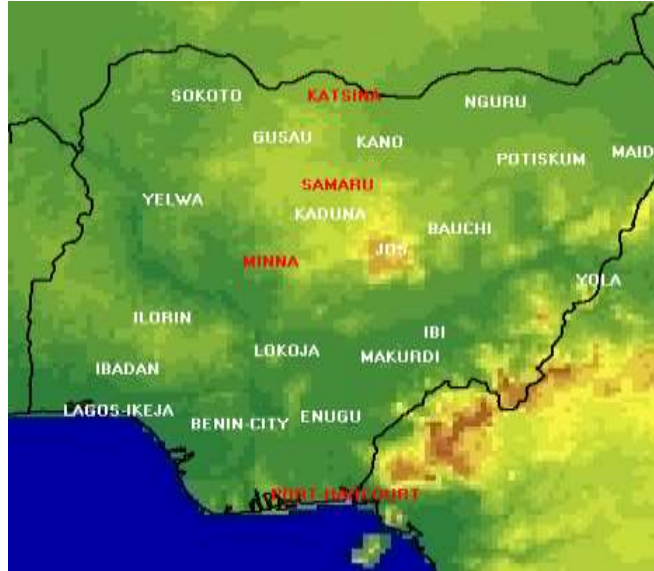 SOKOTO
KATSINA
NGURU
GUSAU
KANO
MAID
POTISKUM
SAMARU
YELWA
KADUNA
BAUCHI
JOS
MINNA
YOLA
ILORIN
IBI
LOKOJA
MAKURDI
IBADAN
LAGOS-IKEJA
BENIN-CITY
ENUGU
PORT-HARCOURT